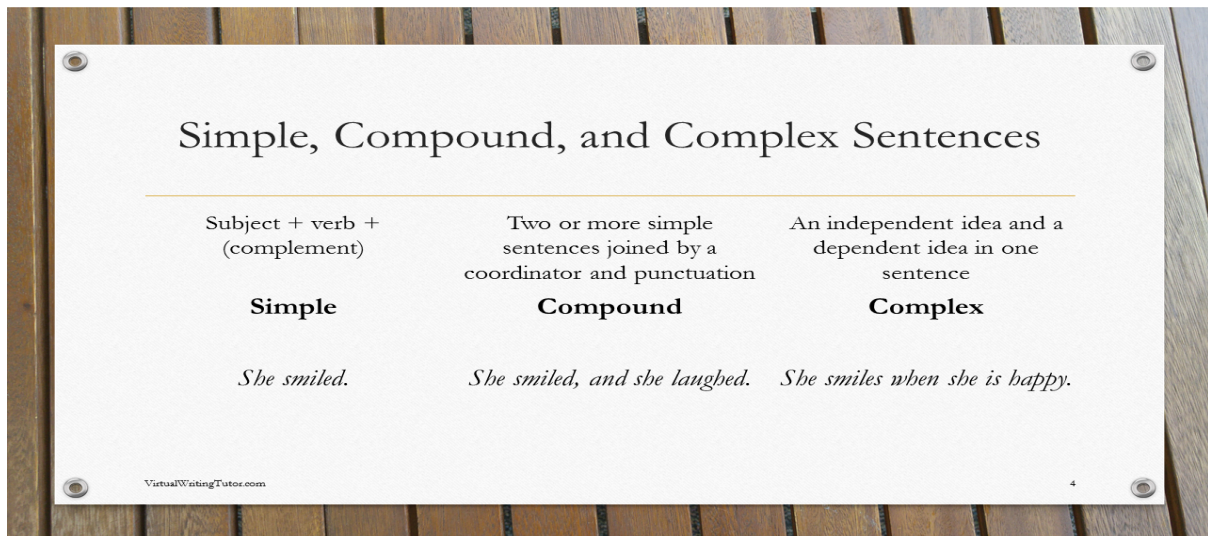 Simple, Compound, and Complex Sentences
Subject + verb +
(complement)
Simple
She smiled.
Two or more simple
sentences joined by a
coordinator and punctuation
Compound
She smiled, and she laughed.
An independent idea and a
dependent idea in one
sentence
Complex
She smiles when she is happy.
VirtualWritingTutor.com
4